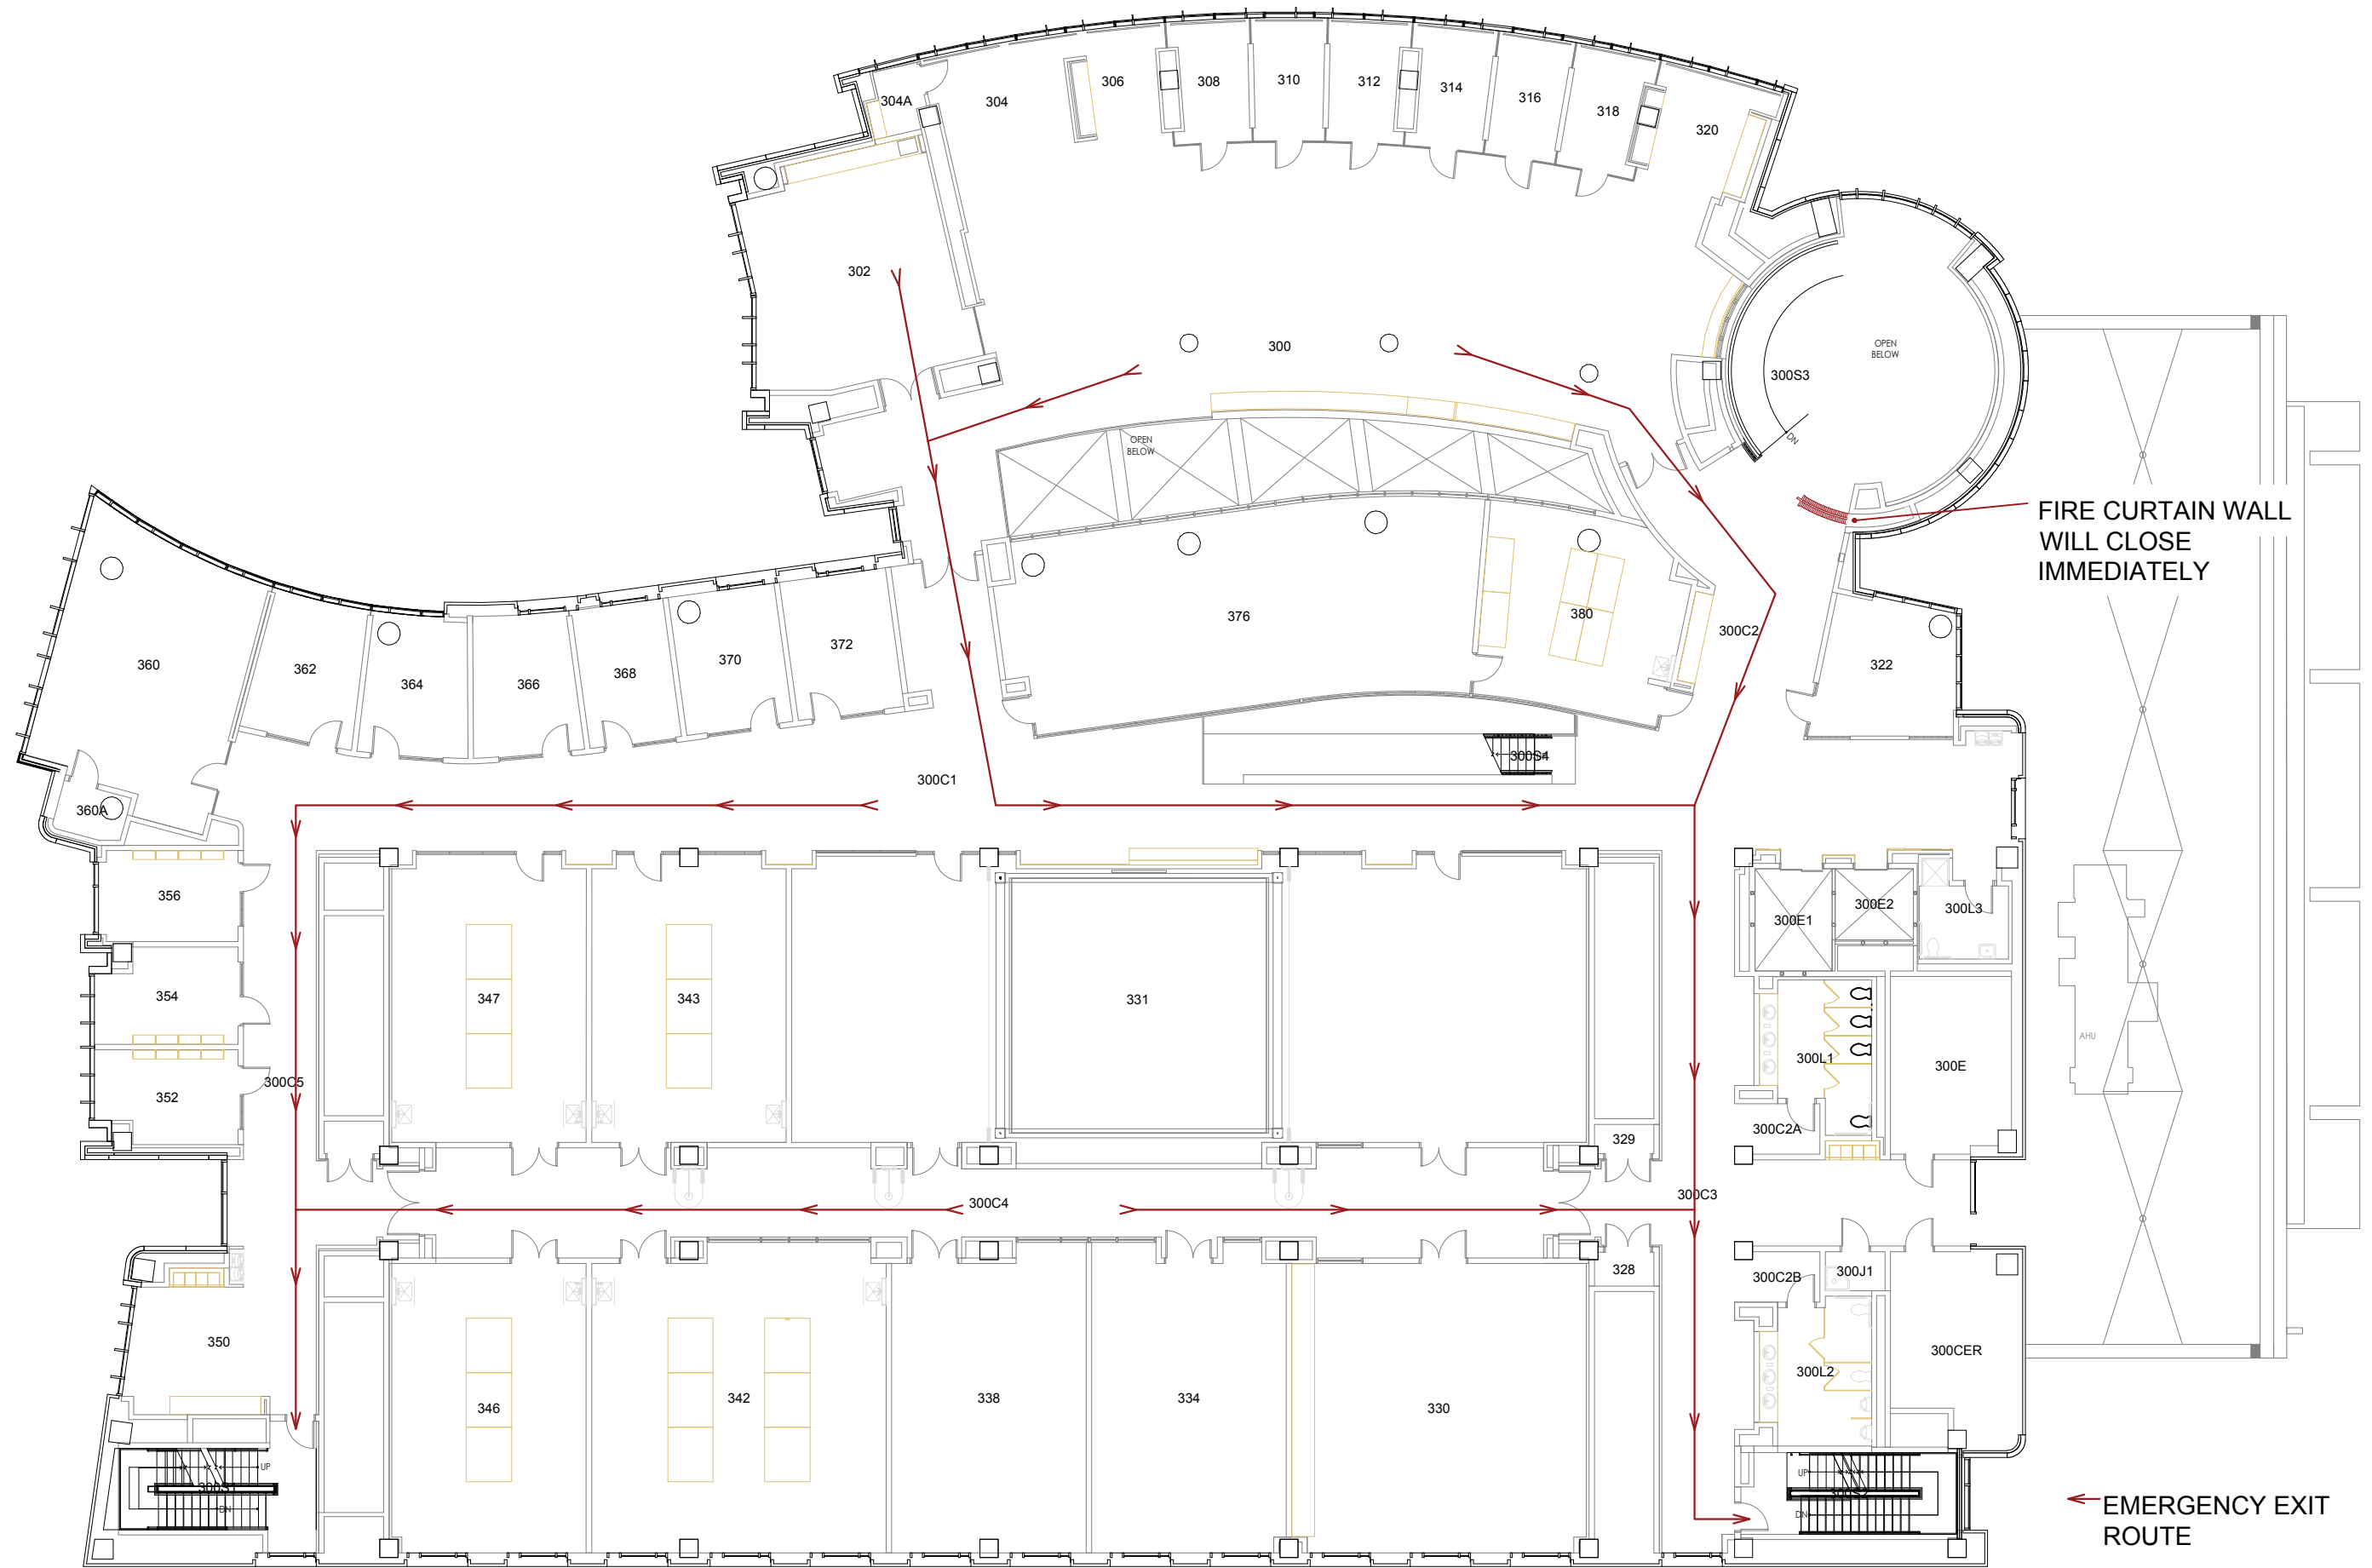 304A
304
306
308
310
312
314
316
318
320
302
300
OPEN
BELOW
300S3
DN
OPEN
BELOW
FIRE CURTAIN WALL
WILL CLOSE
IMMEDIATELY
360
362
364
366
368
370
372
376
380
300C2
322
300S4
300C1
360A
356
354
352
300C5
347
343
331
300E1
300E2
300L3
300L1
300E
AHU
300C2A
329
300C4
300C3
328
300C2B
300J1
350
346
342
338
334
330
300L2
300CER
UP
300S1
DN
UP
300S2
DN
EMERGENCY EXIT
ROUTE